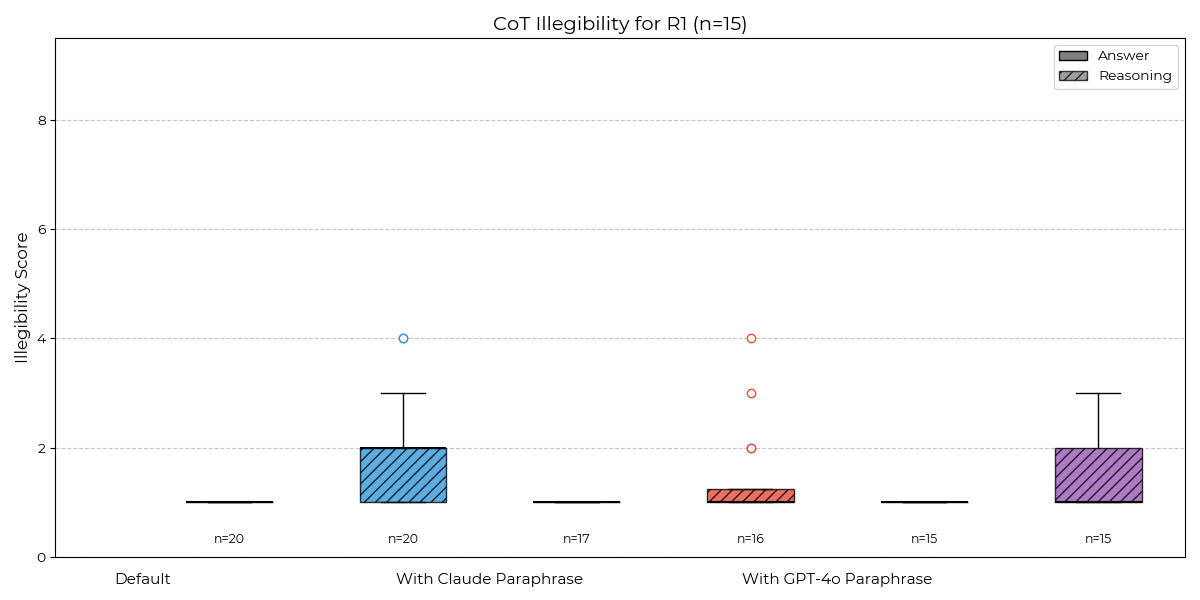 CoT Illegibility for R1 (n=15)
Answer
Reasoning
Illegibility Score
8
6
4
2
0
n=20
n=20
n=17
n=16
n=15
n=15
Default
With Claude Paraphrase
With GPT-4o Paraphrase